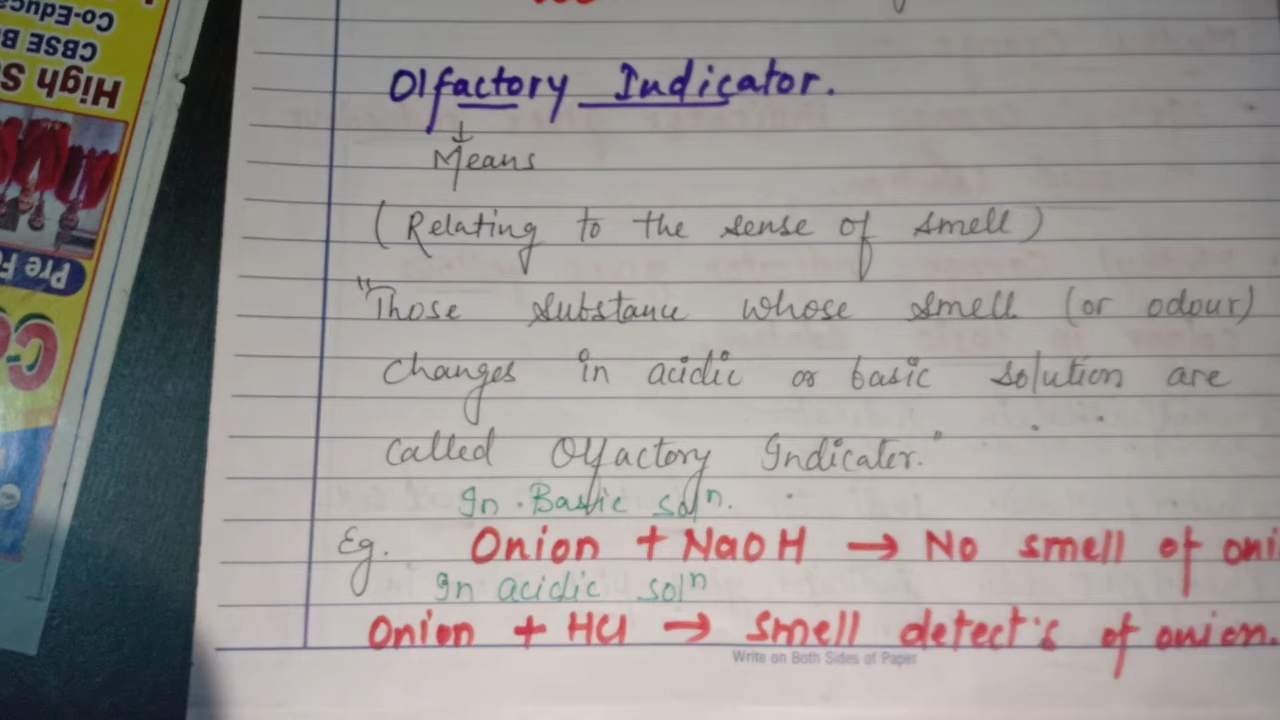 Olfactory Indicator.
Means
(Relating to the sense of smell)
"Those substance whose smell (or odour)
changes in acidic or basic solution are
called Olfactory Indicator."
In Basic solⁿ.
Eg. Onion + NaOH → No smell of oni
In acidic solⁿ
Onion + HCl → smell detect's of onion.
Write on Both Sides of Paper
CBSE B
High S
Pre F